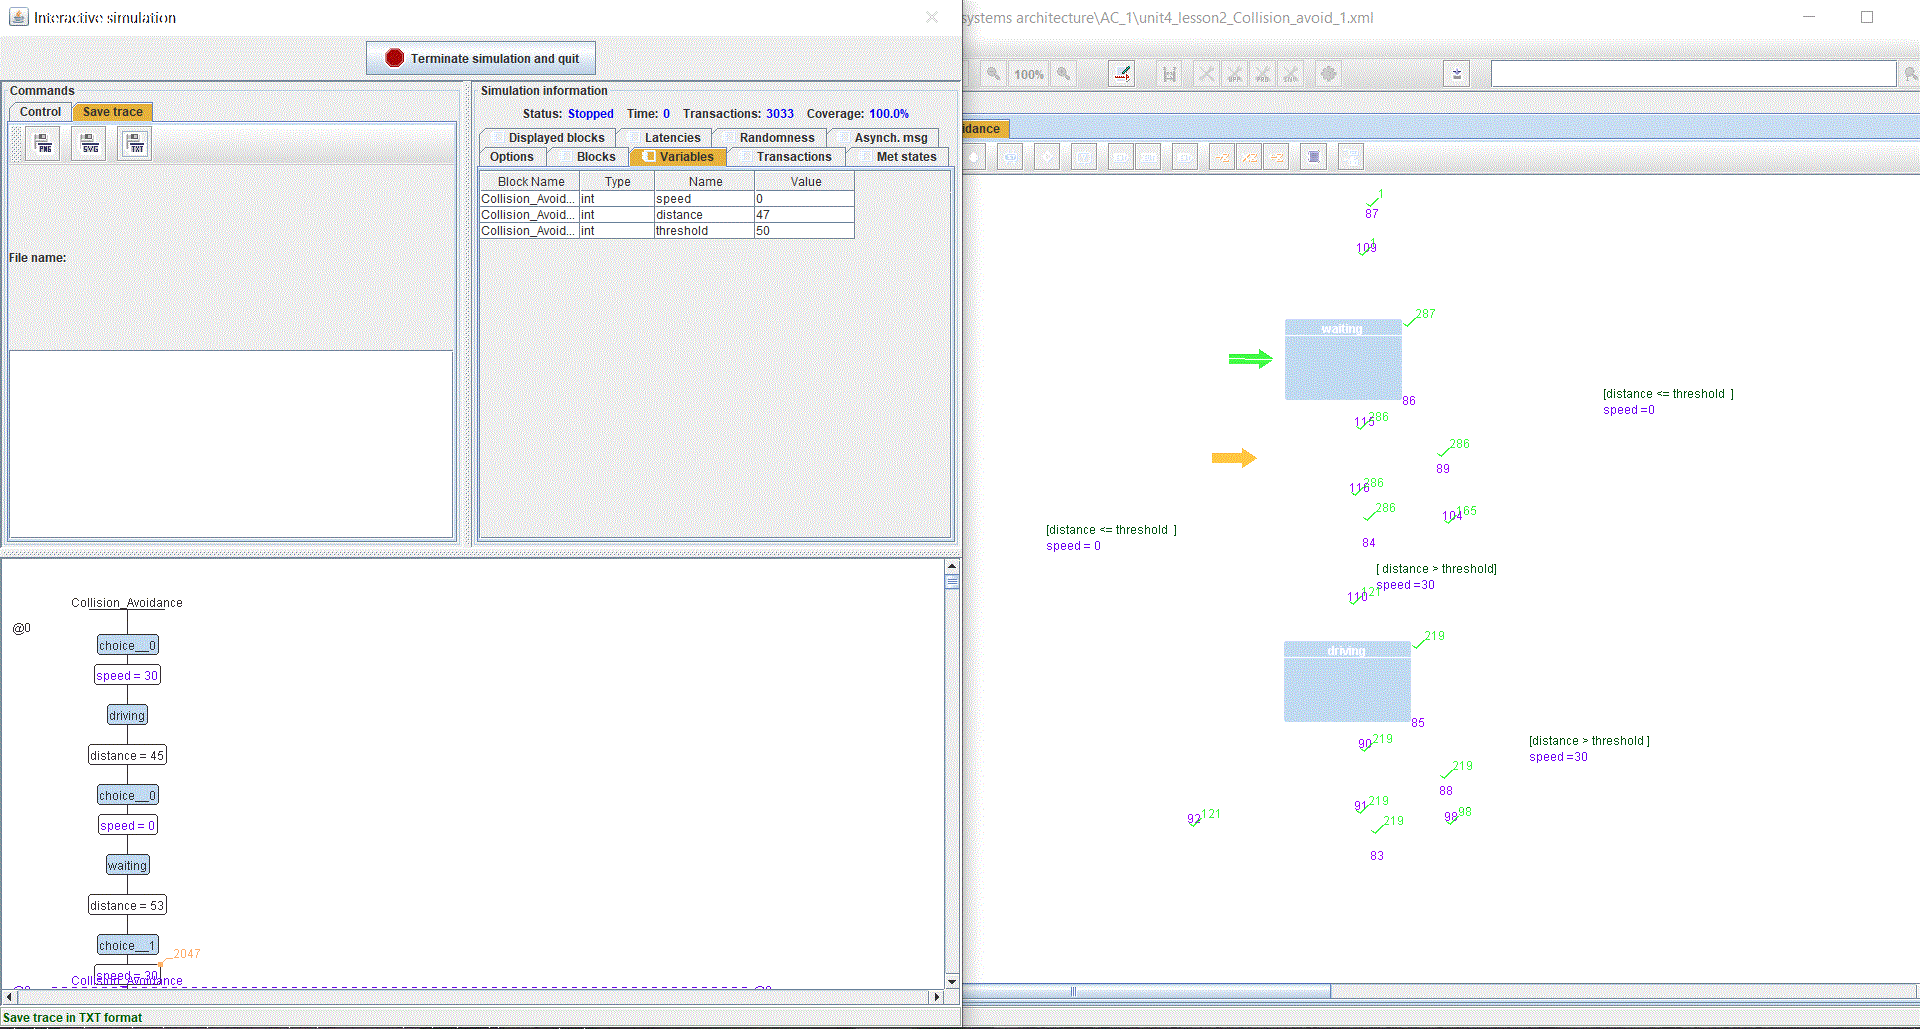 Interactive simulation
systems architecture\AC_1\unit4_lesson2_Collision_avoid_1.xml
Terminate simulation and quit
100%
Commands
Control Save trace
PNG SVG TXT
File name:
Simulation information
Status: Stopped Time: 0 Transactions: 3033 Coverage: 100.0%
Displayed blocks Latencies Randomness Asynch. msg
Options Blocks Variables Transactions Met states
Block Name Type Name Value
Collision_Avoid... int speed 0
Collision_Avoid... int distance 47
Collision_Avoid... int threshold 50
idance
1
87
109
waiting
287
86
[distance <= threshold ]
speed =0
115
286
286
89
116
286
286
104
165
84
[distance <= threshold ]
speed = 0
[ distance > threshold]
speed =30
110
121
driving
219
85
90
219
[distance > threshold ]
speed =30
219
88
91
219
92
121
98
98
219
83
Collision_Avoidance
@0
choice__0
speed = 30
driving
distance = 45
choice__0
speed = 0
waiting
distance = 53
choice__1
2047
speed = 30
Collision_Avoidance
@0 @0
Save trace in TXT format